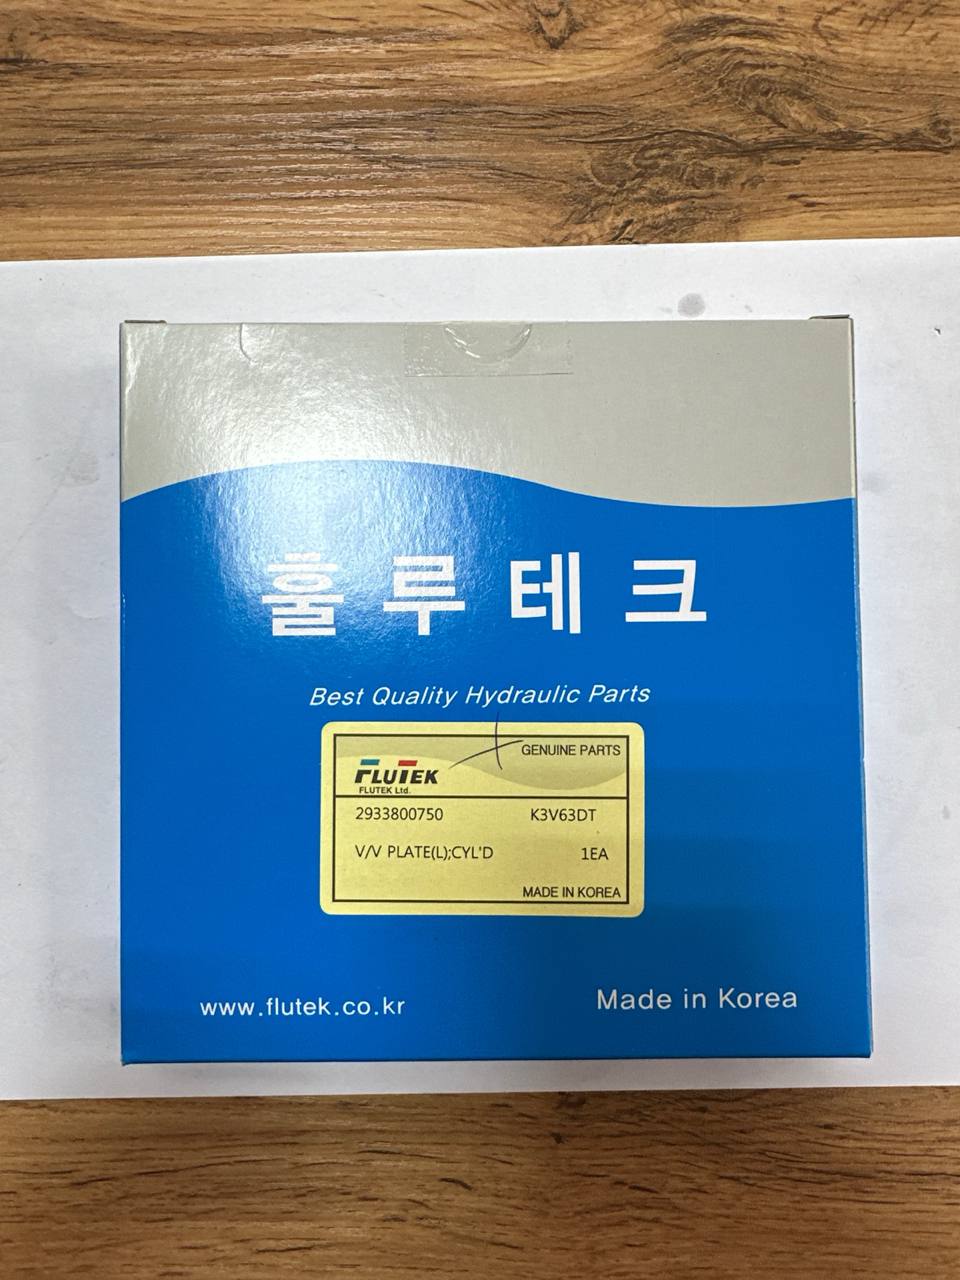 훌루테크
Best Quality Hydraulic Parts
GENUINE PARTS
FLUTEK
FLUTEK Ltd.
2933800750 K3V63DT
V/V PLATE(L);CYL'D 1EA
MADE IN KOREA
www.flutek.co.kr Made in Korea